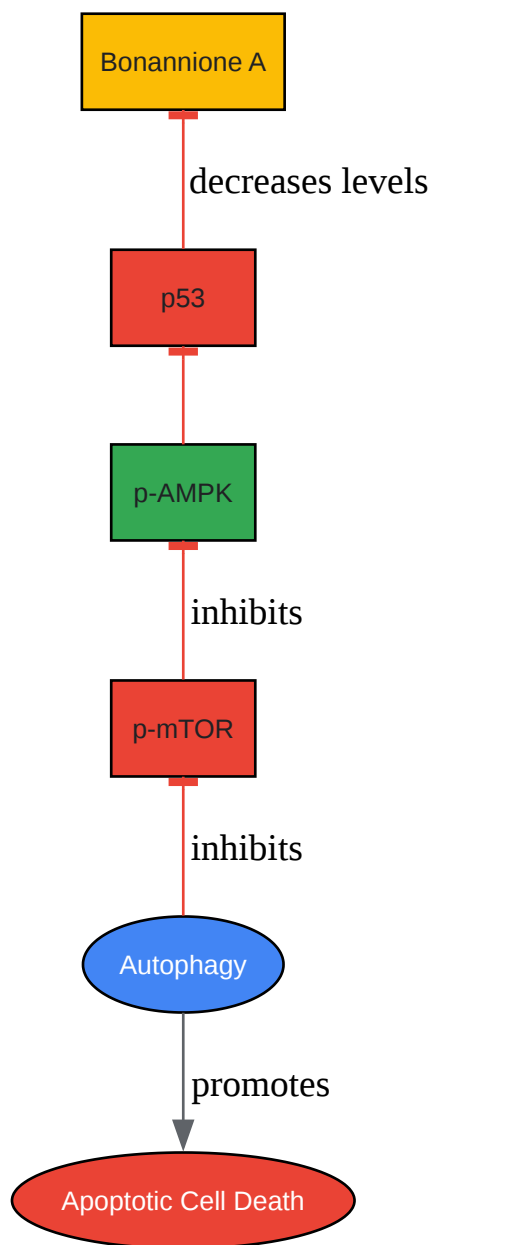 Bonannione A
decreases levels
p53
p-AMPK
inhibits
p-mTOR
inhibits
Autophagy
promotes
Apoptotic Cell Death